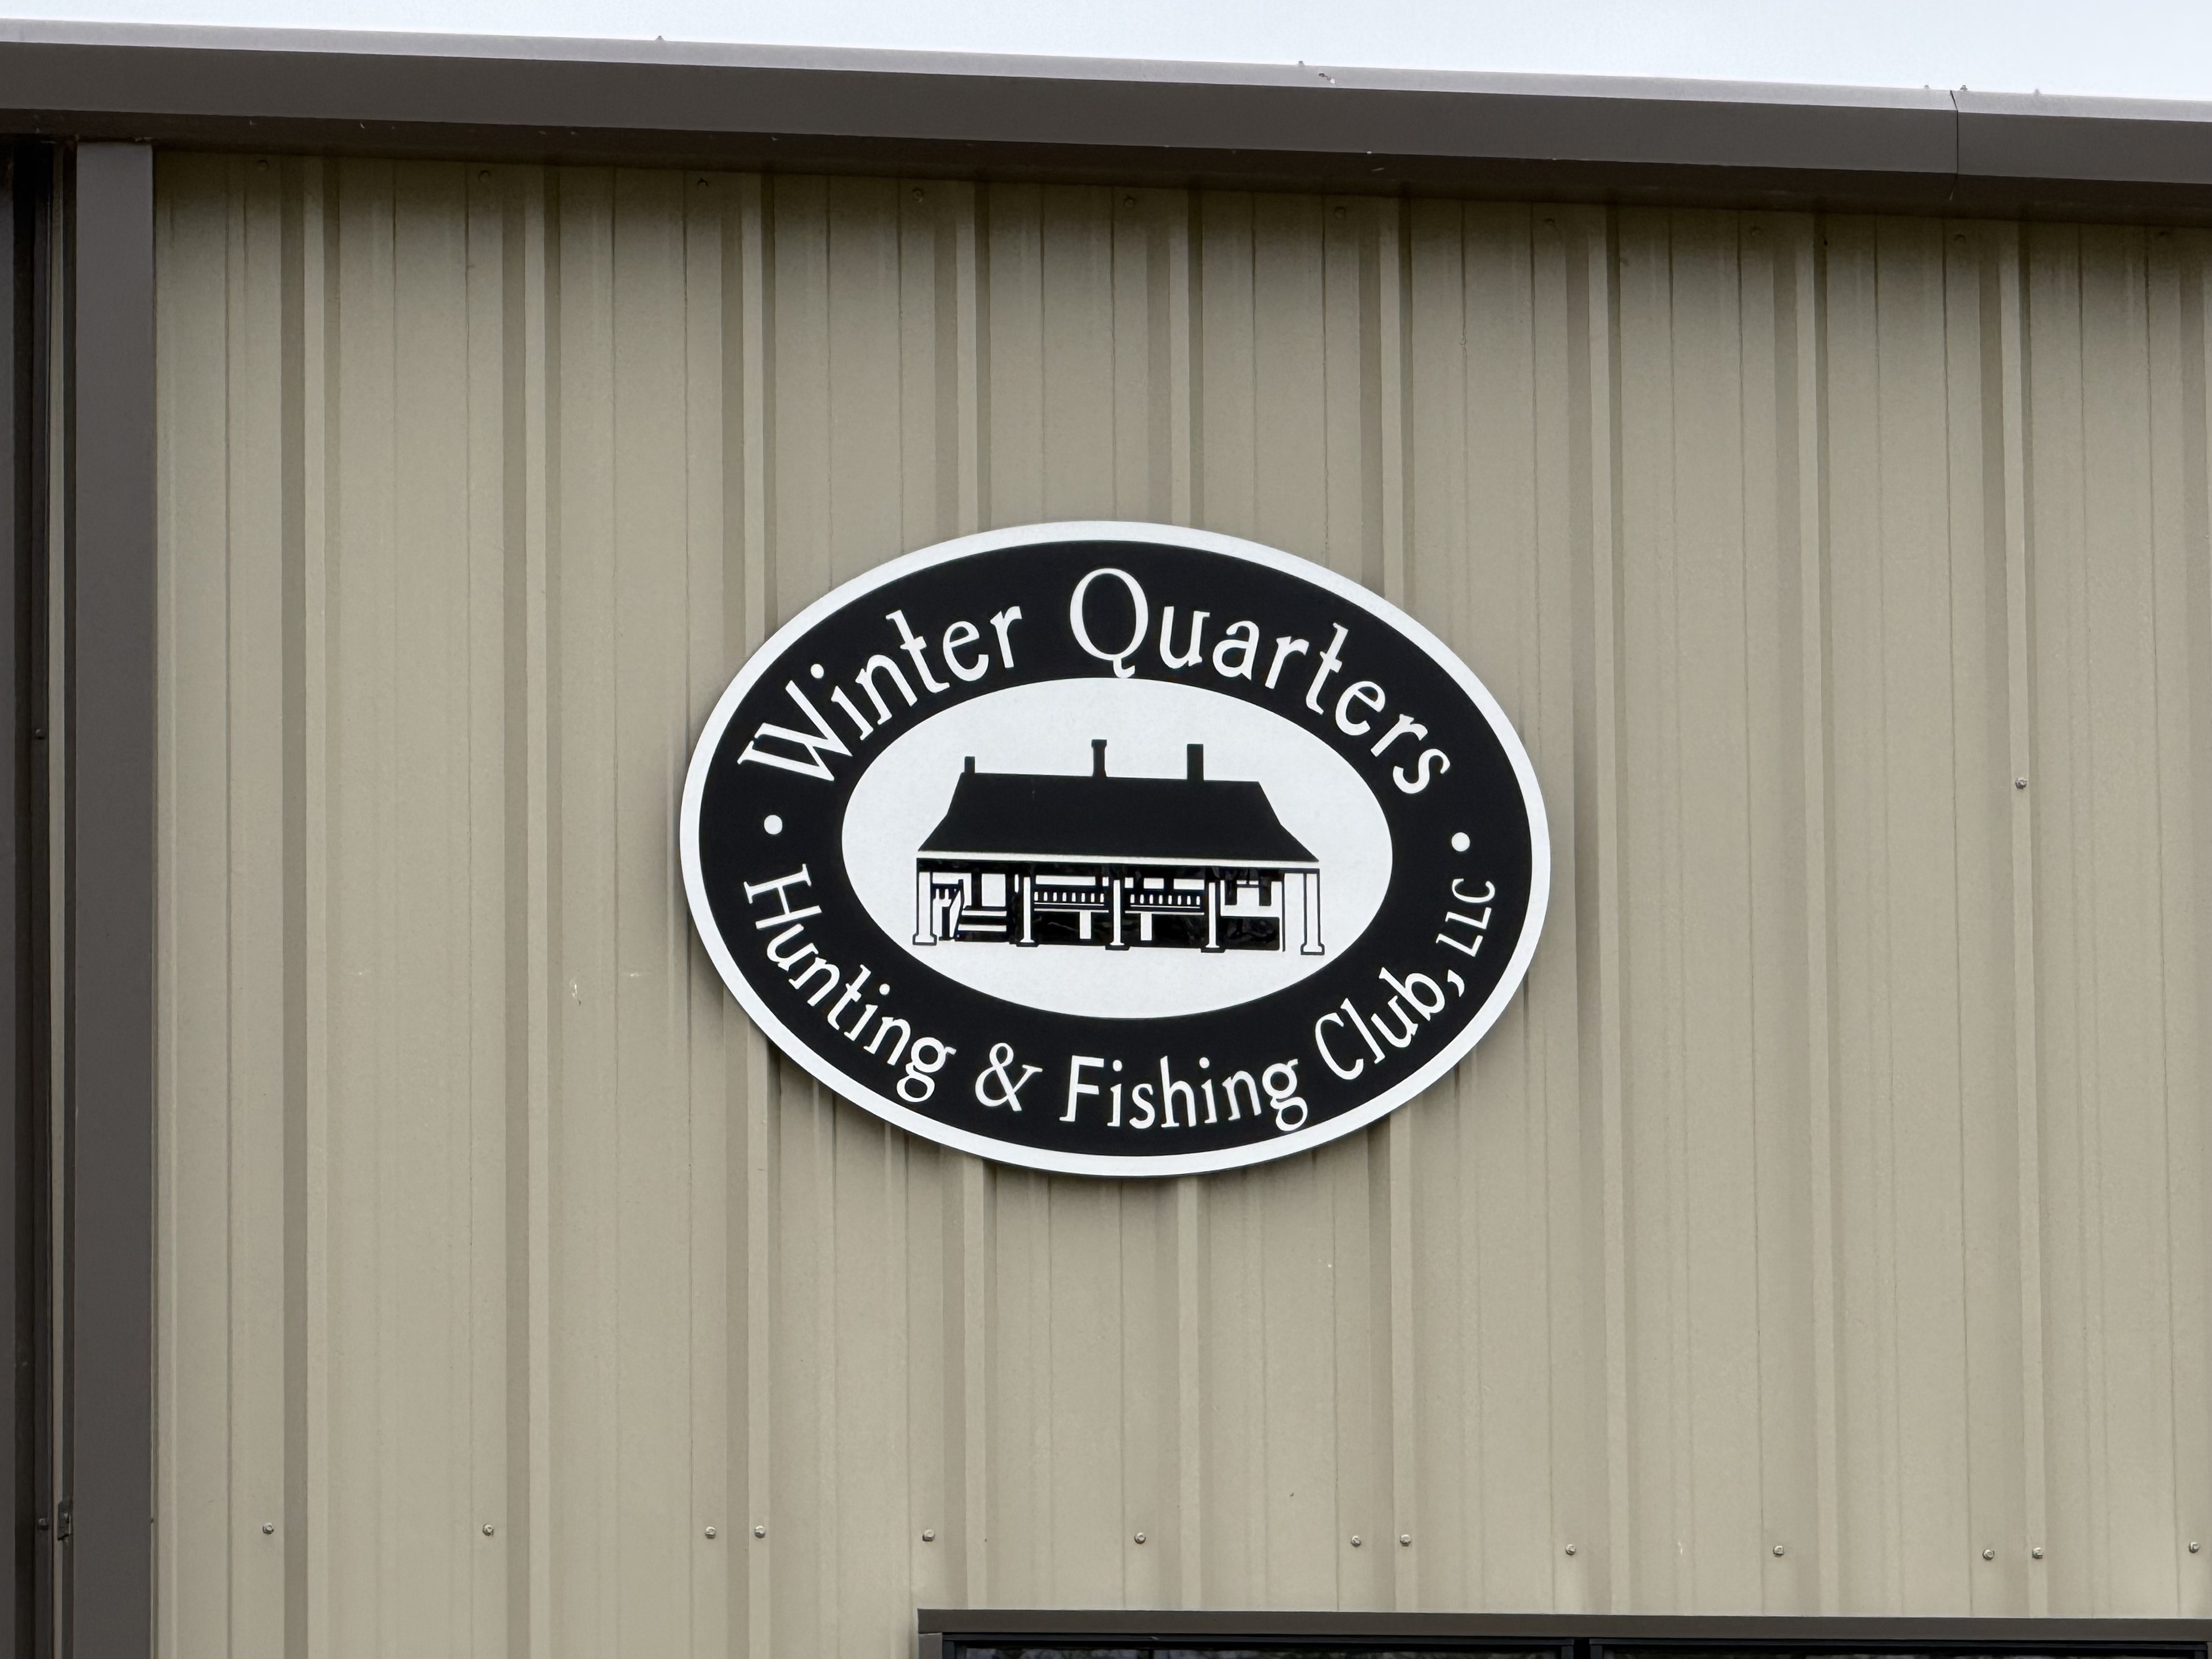 Winter Quarters
• Hunting & Fishing Club, LLC •